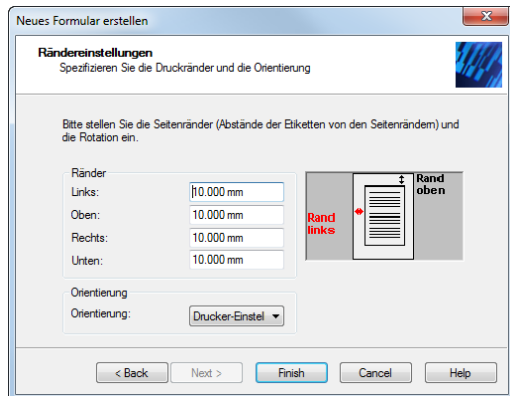 Neues Formular erstellen
Rändereinstellungen
Spezifizieren Sie die Druckränder und die Orientierung
Bitte stellen Sie die Seitenränder (Abstände der Etiketten von den Seitenrändern) und
die Rotation ein.
Ränder
Links: 10.000 mm
Oben: 10.000 mm
Rechts: 10.000 mm
Unten: 10.000 mm
Rand
oben
Rand
links
Orientierung
Orientierung: Drucker-Einstel
< Back Next > Finish Cancel Help